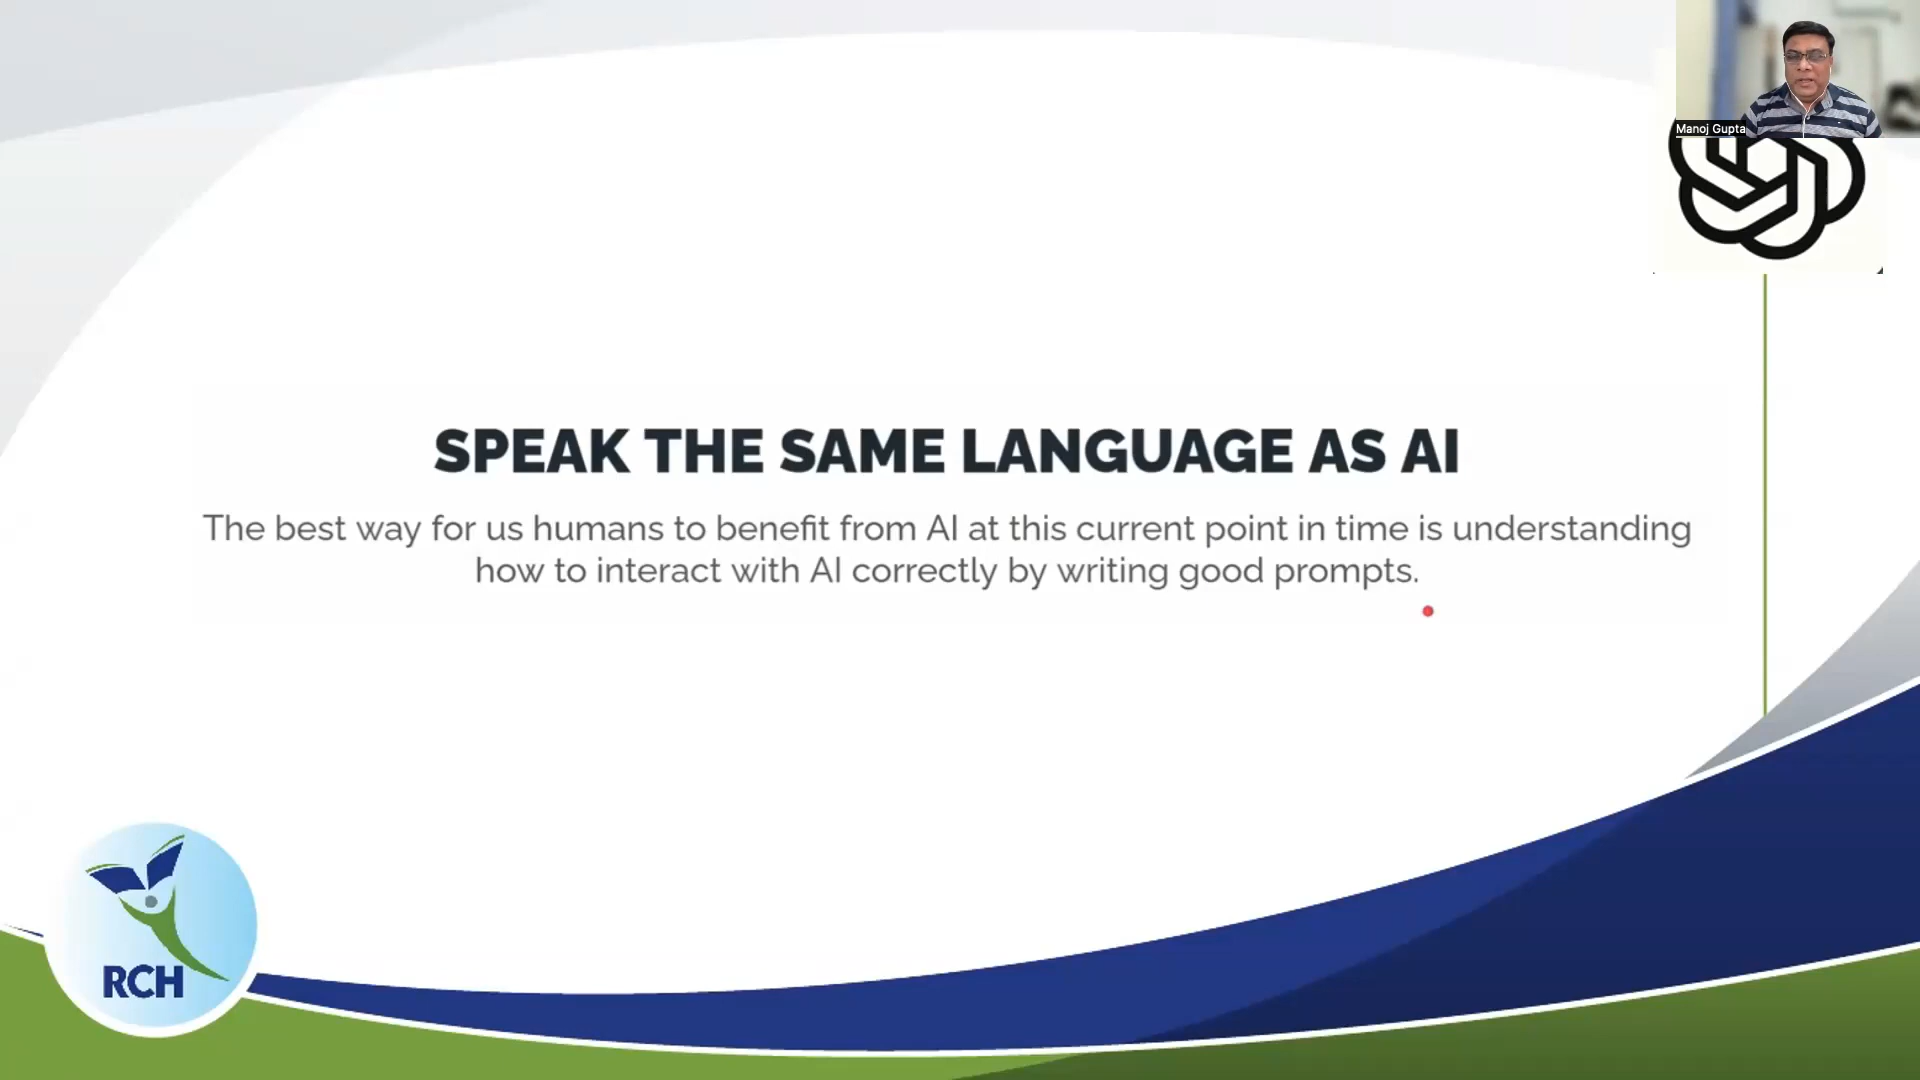 Manoj Gupta
SPEAK THE SAME LANGUAGE AS AI
The best way for us humans to benefit from AI at this current point in time is understanding
how to interact with AI correctly by writing good prompts.
RCH